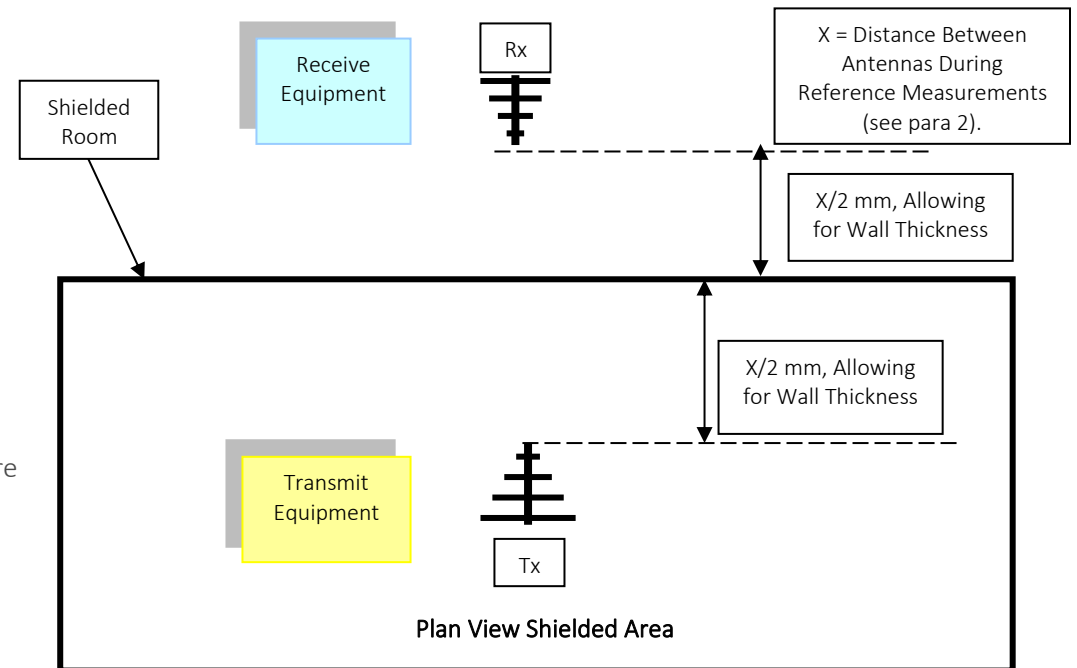 Receive
Equipment
Rx
X = Distance Between
Antennas During
Reference Measurements
(see para 2).
Shielded
Room
X/2 mm, Allowing
for Wall Thickness
X/2 mm, Allowing
for Wall Thickness
Transmit
Equipment
Tx
Plan View Shielded Area